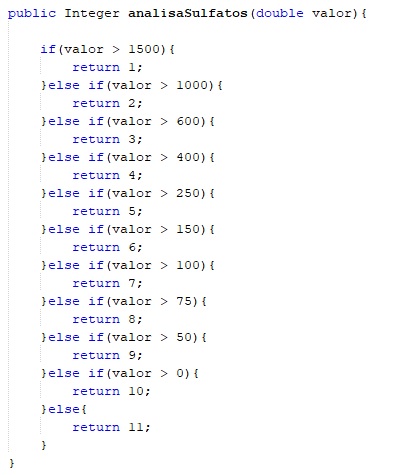 public Integer analisaSulfatos(double valor){
if(valor > 1500){
return 1;
}else if(valor > 1000){
return 2;
}else if(valor > 600){
return 3;
}else if(valor > 400){
return 4;
}else if(valor > 250){
return 5;
}else if(valor > 150){
return 6;
}else if(valor > 100){
return 7;
}else if(valor > 75){
return 8;
}else if(valor > 50){
return 9;
}else if(valor > 0){
return 10;
}else{
return 11;
}
}